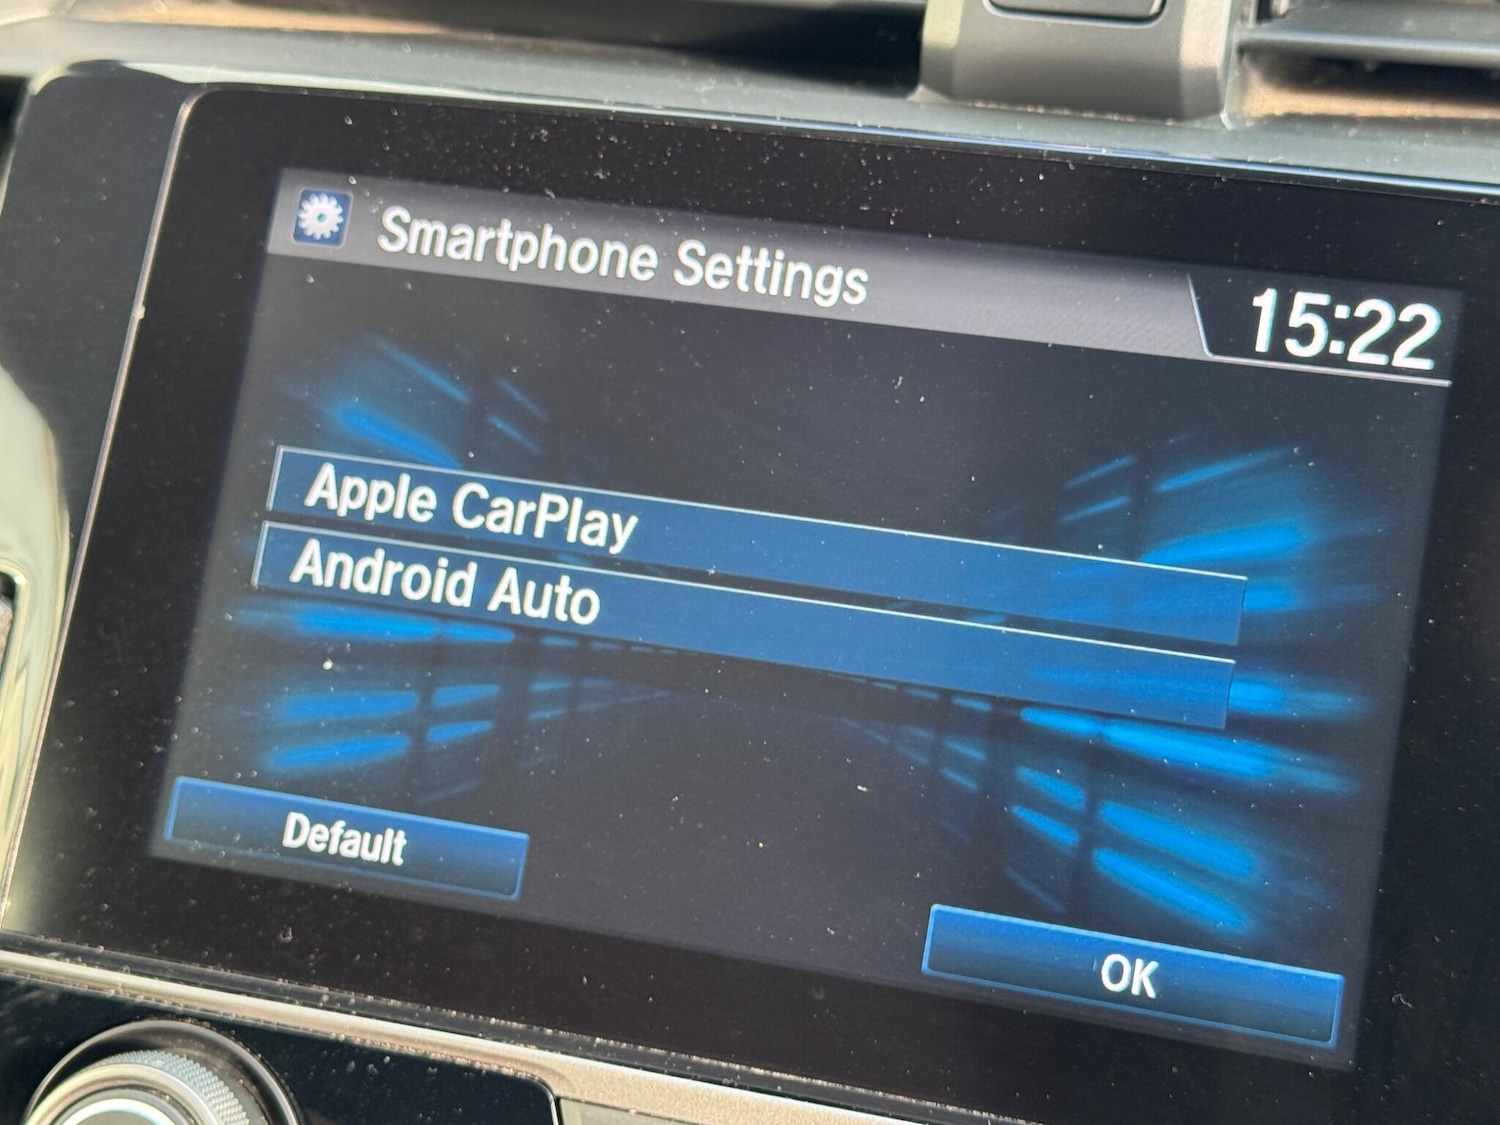 Smartphone Settings
15:22
Apple CarPlay
Android Auto
Default
OK